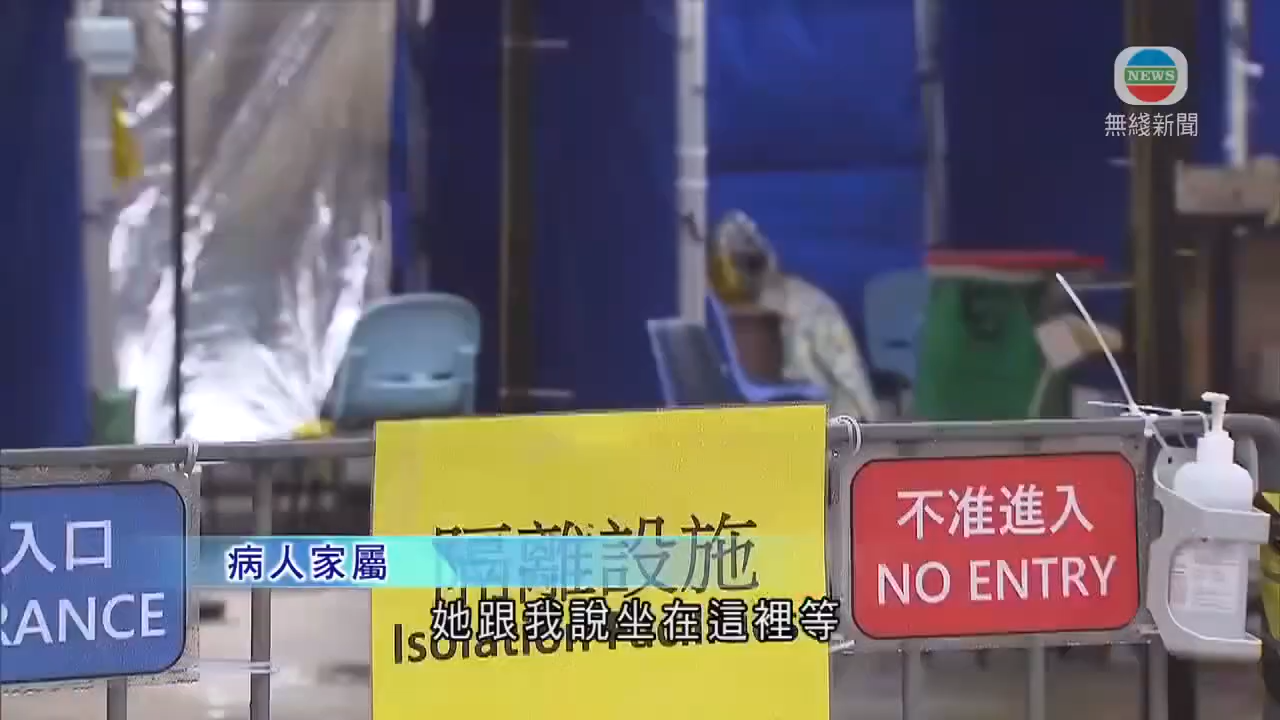 NEWS
無綫新聞
入口
RANCE
隔離設施
Isolation
不准進入
NO ENTRY
病人家屬
她跟我說坐在這裡等